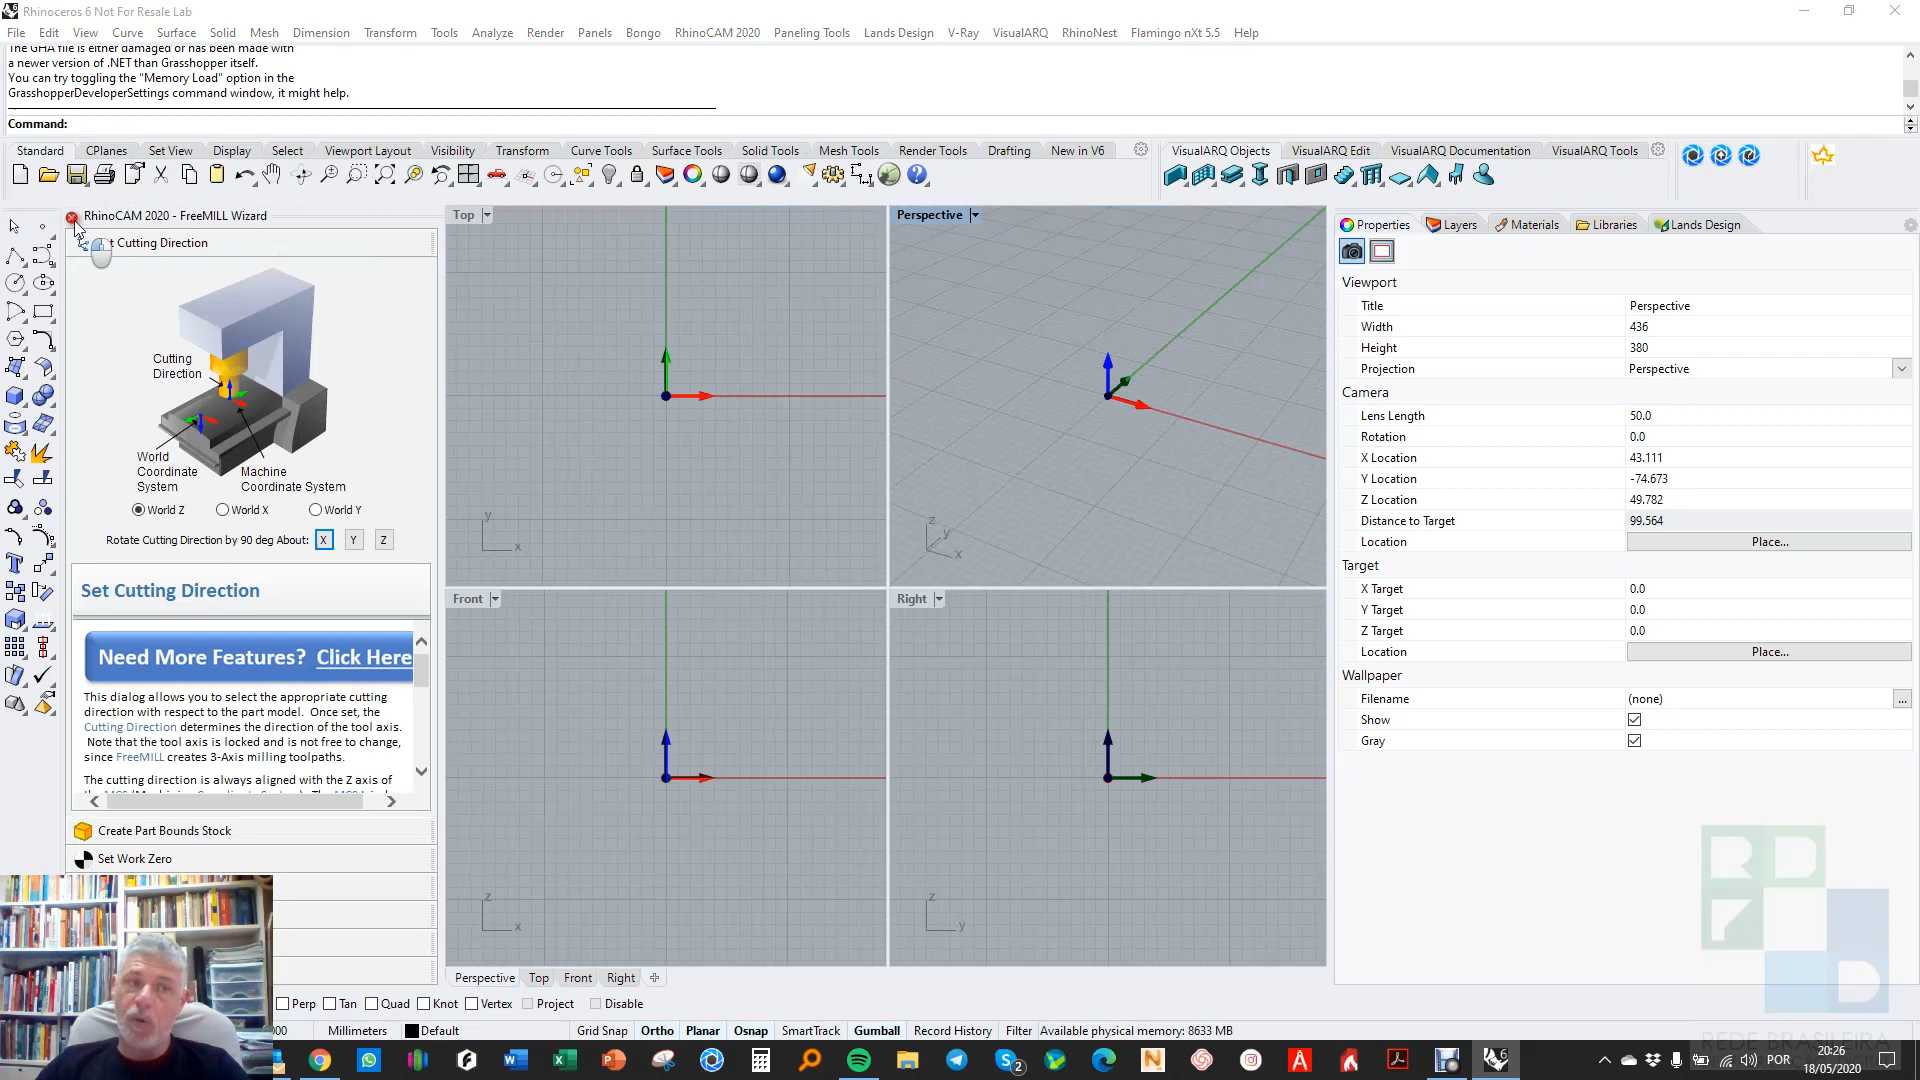 Rhinoceros 6 Not For Resale Lab
File Edit View Curve Surface Solid Mesh Dimension Transform Tools Analyze Render Panels Bongo RhinoCAM 2020 Paneling Tools Lands Design V-Ray VisualARQ RhinoNest Flamingo nXt 5.5 Help
The GHA file is either damaged or has been made with
a newer version of .NET than Grasshopper itself.
You can try toggling the "Memory Load" option in the
GrasshopperDeveloperSettings command window, it might help.
Command:
Standard CPlanes Set View Display Select Viewport Layout Visibility Transform Curve Tools Surface Tools Solid Tools Mesh Tools Render Tools Drafting New in V6 VisualARQ Objects VisualARQ Edit VisualARQ Documentation VisualARQ Tools
RhinoCAM 2020 - FreeMILL Wizard
t Cutting Direction
Cutting
Direction
World
Coordinate
System
Machine
Coordinate System
World Z World X World Y
Rotate Cutting Direction by 90 deg About: X Y Z
Set Cutting Direction
Need More Features? Click Here
This dialog allows you to select the appropriate cutting
direction with respect to the part model. Once set, the
Cutting Direction determines the direction of the tool axis.
Note that the tool axis is locked and is not free to change,
since FreeMILL creates 3-Axis milling toolpaths.
The cutting direction is always aligned with the Z axis of
Create Part Bounds Stock
Set Work Zero
Top
y
x
Perspective
z
y
x
Front
z
x
Right
z
y
Perspective Top Front Right
Properties Layers Materials Libraries Lands Design
Viewport
Title Perspective
Width 436
Height 380
Projection Perspective
Camera
Lens Length 50.0
Rotation 0.0
X Location 43.111
Y Location -74.673
Z Location 49.782
Distance to Target 99.564
Location Place...
Target
X Target 0.0
Y Target 0.0
Z Target 0.0
Location Place...
Wallpaper
Filename (none) ...
Show
Gray
Perp Tan Quad Knot Vertex Project Disable
Millimeters Default Grid Snap Ortho Planar Osnap SmartTrack Gumball Record History Filter Available physical memory: 8633 MB
RD
D
REDE BRASILEIRA
POR
20:26
18/05/2020